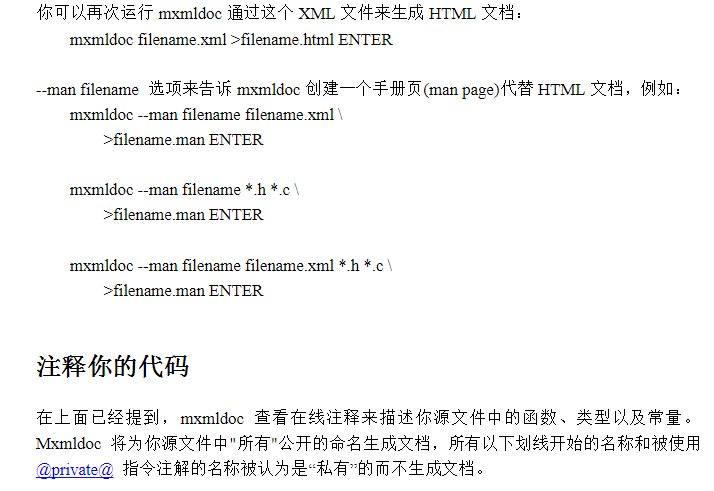 你可以再次运行 mxmldoc 通过这个 XML 文件来生成 HTML 文档：
mxmldoc filename.xml >filename.html ENTER
--man filename 选项来告诉 mxmldoc 创建一个手册页(man page)代替 HTML 文档，例如：
mxmldoc --man filename filename.xml \
>filename.man ENTER
mxmldoc --man filename *.h *.c \
>filename.man ENTER
mxmldoc --man filename filename.xml *.h *.c \
>filename.man ENTER
注释你的代码
在上面已经提到，mxmldoc 查看在线注释来描述你源文件中的函数、类型以及常量。
Mxmldoc 将为你源文件中"所有"公开的命名生成文档，所有以下划线开始的名称和被使用
@private@ 指令注解的名称被认为是“私有”的而不生成文档。